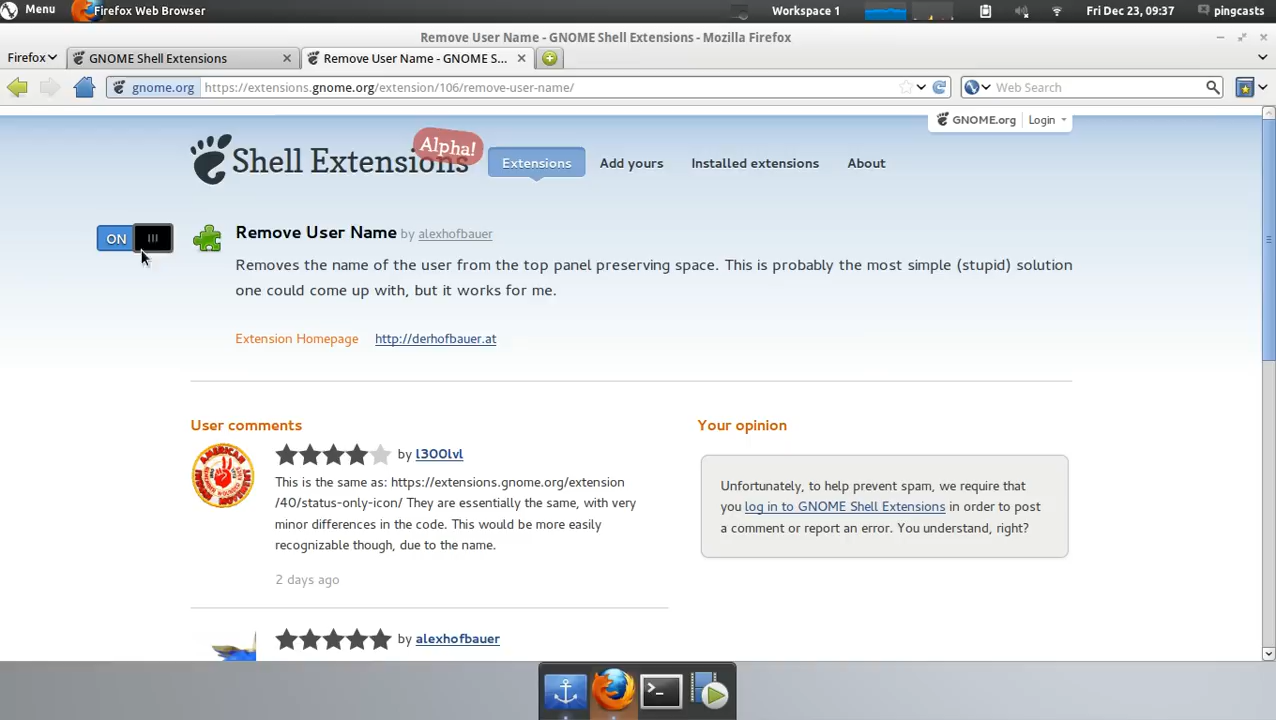 Menu Firefox Web Browser Workspace 1 Fri Dec 23, 09:37 pingcasts
Remove User Name - GNOME Shell Extensions - Mozilla Firefox
Firefox GNOME Shell Extensions Remove User Name - GNOME S...
gnome.org https://extensions.gnome.org/extension/106/remove-user-name/ Web Search
GNOME.org Login
Shell Extensions Alpha! Extensions Add yours Installed extensions About
ON Remove User Name by alexhofbauer
Removes the name of the user from the top panel preserving space. This is probably the most simple (stupid) solution
one could come up with, but it works for me.
Extension Homepage http://derhofbauer.at
User comments
by l300lvl
This is the same as: https://extensions.gnome.org/extension
/40/status-only-icon/ They are essentially the same, with very
minor differences in the code. This would be more easily
recognizable though, due to the name.
2 days ago
by alexhofbauer
Your opinion
Unfortunately, to help prevent spam, we require that
you log in to GNOME Shell Extensions in order to post
a comment or report an error. You understand, right?